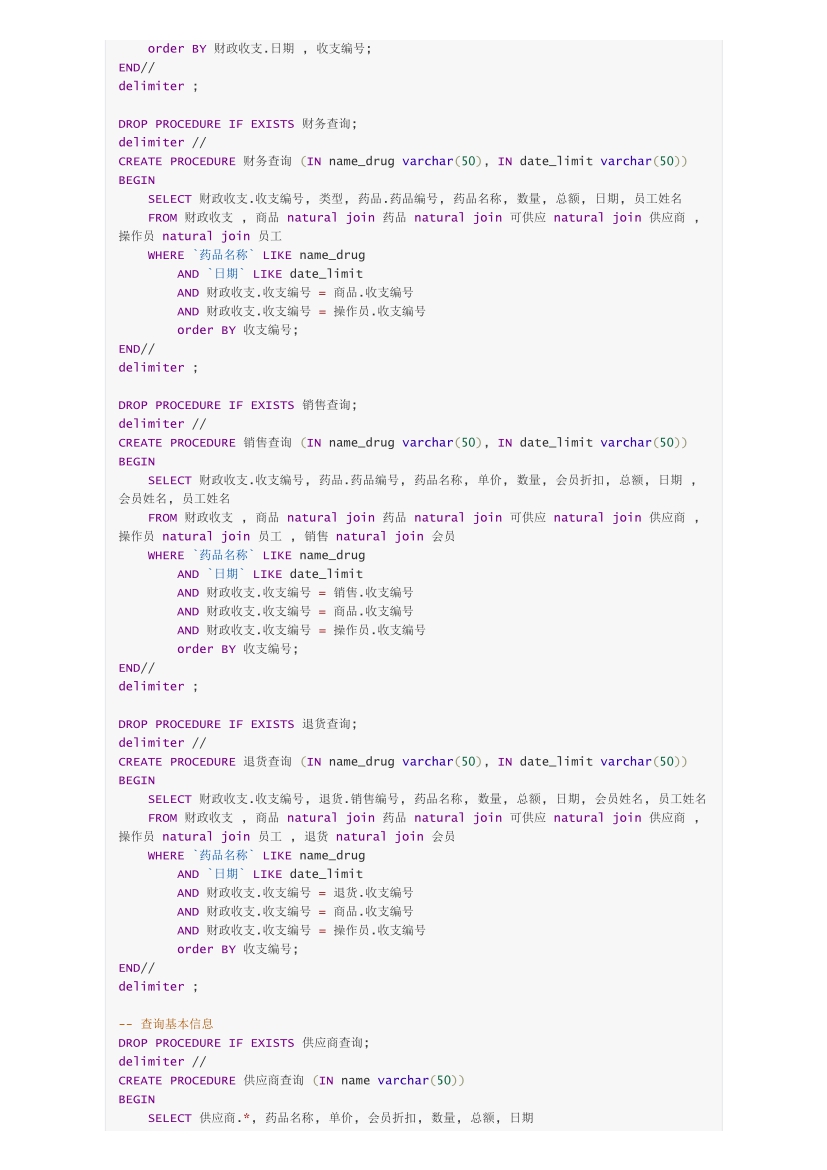 order BY 财政收支.日期 , 收支编号;
END//
delimiter ;
DROP PROCEDURE IF EXISTS 财务查询;
delimiter //
CREATE PROCEDURE 财务查询 (IN name_drug varchar(50), IN date_limit varchar(50))
BEGIN
SELECT 财政收支.收支编号, 类型, 药品.药品编号, 药品名称, 数量, 总额, 日期, 员工姓名
FROM 财政收支 , 商品 natural join 药品 natural join 可供应 natural join 供应商 ,
操作员 natural join 员工
WHERE `药品名称` LIKE name_drug
AND `日期` LIKE date_limit
AND 财政收支.收支编号 = 商品.收支编号
AND 财政收支.收支编号 = 操作员.收支编号
order BY 收支编号;
END//
delimiter ;
DROP PROCEDURE IF EXISTS 销售查询;
delimiter //
CREATE PROCEDURE 销售查询 (IN name_drug varchar(50), IN date_limit varchar(50))
BEGIN
SELECT 财政收支.收支编号, 药品.药品编号, 药品名称, 单价, 数量, 会员折扣, 总额, 日期 ,
会员姓名, 员工姓名
FROM 财政收支 , 商品 natural join 药品 natural join 可供应 natural join 供应商 ,
操作员 natural join 员工 , 销售 natural join 会员
WHERE `药品名称` LIKE name_drug
AND `日期` LIKE date_limit
AND 财政收支.收支编号 = 销售.收支编号
AND 财政收支.收支编号 = 商品.收支编号
AND 财政收支.收支编号 = 操作员.收支编号
order BY 收支编号;
END//
delimiter ;
DROP PROCEDURE IF EXISTS 退货查询;
delimiter //
CREATE PROCEDURE 退货查询 (IN name_drug varchar(50), IN date_limit varchar(50))
BEGIN
SELECT 财政收支.收支编号, 退货.销售编号, 药品名称, 数量, 总额, 日期, 会员姓名, 员工姓名
FROM 财政收支 , 商品 natural join 药品 natural join 可供应 natural join 供应商 ,
操作员 natural join 员工 , 退货 natural join 会员
WHERE `药品名称` LIKE name_drug
AND `日期` LIKE date_limit
AND 财政收支.收支编号 = 退货.收支编号
AND 财政收支.收支编号 = 商品.收支编号
AND 财政收支.收支编号 = 操作员.收支编号
order BY 收支编号;
END//
delimiter ;
-- 查询基本信息
DROP PROCEDURE IF EXISTS 供应商查询;
delimiter //
CREATE PROCEDURE 供应商查询 (IN name varchar(50))
BEGIN
SELECT 供应商.*, 药品名称, 单价, 会员折扣, 数量, 总额, 日期